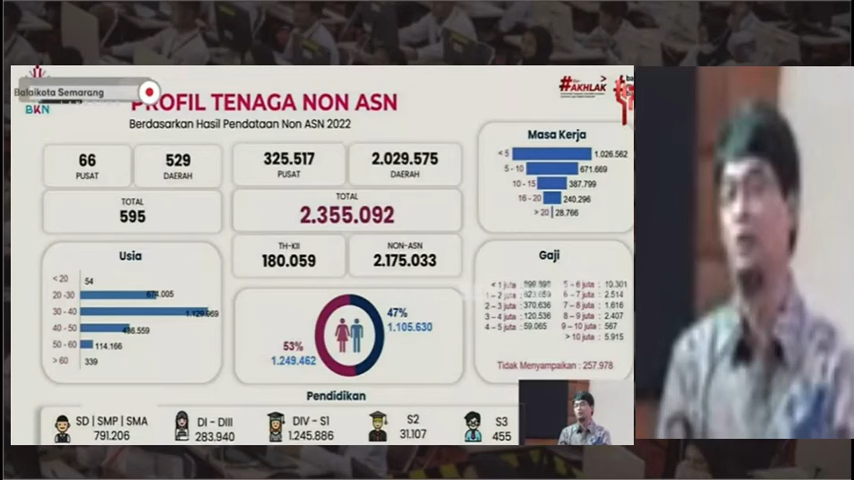 Balaikota Semarang
BKN
PROFIL TENAGA NON ASN
Berdasarkan Hasil Pendataan Non ASN 2022
#AKHLAK
66
PUSAT
529
DAERAH
TOTAL
595
325.517
PUSAT
2.029.575
DAERAH
TOTAL
2.355.092
TH-KII
180.059
NON-ASN
2.175.033
Masa Kerja
< 5 1.026.562
5 - 10 671.669
10 - 15 387.799
16 - 20 240.296
> 20 28.766
Usia
< 20 54
20 - 30 674.005
30 - 40 1.129.969
40 - 50 436.559
50 - 60 114.166
> 60 339
47%
1.105.630
53%
1.249.462
Gaji
< 1 juta :
1 – 2 juta :
2 – 3 juta : 370.636
3 – 4 juta : 120.536
4 – 5 juta : 59.065
5 – 6 juta : 10.301
6 – 7 juta : 2.514
7 – 8 juta : 1.616
8 – 9 juta : 2.407
9 – 10 juta : 567
> 10 juta : 5.915
Tidak Menyampaikan : 257.978
Pendidikan
SD | SMP | SMA
791.206
DI - DIII
283.940
DIV - S1
1.245.886
S2
31.107
S3
455